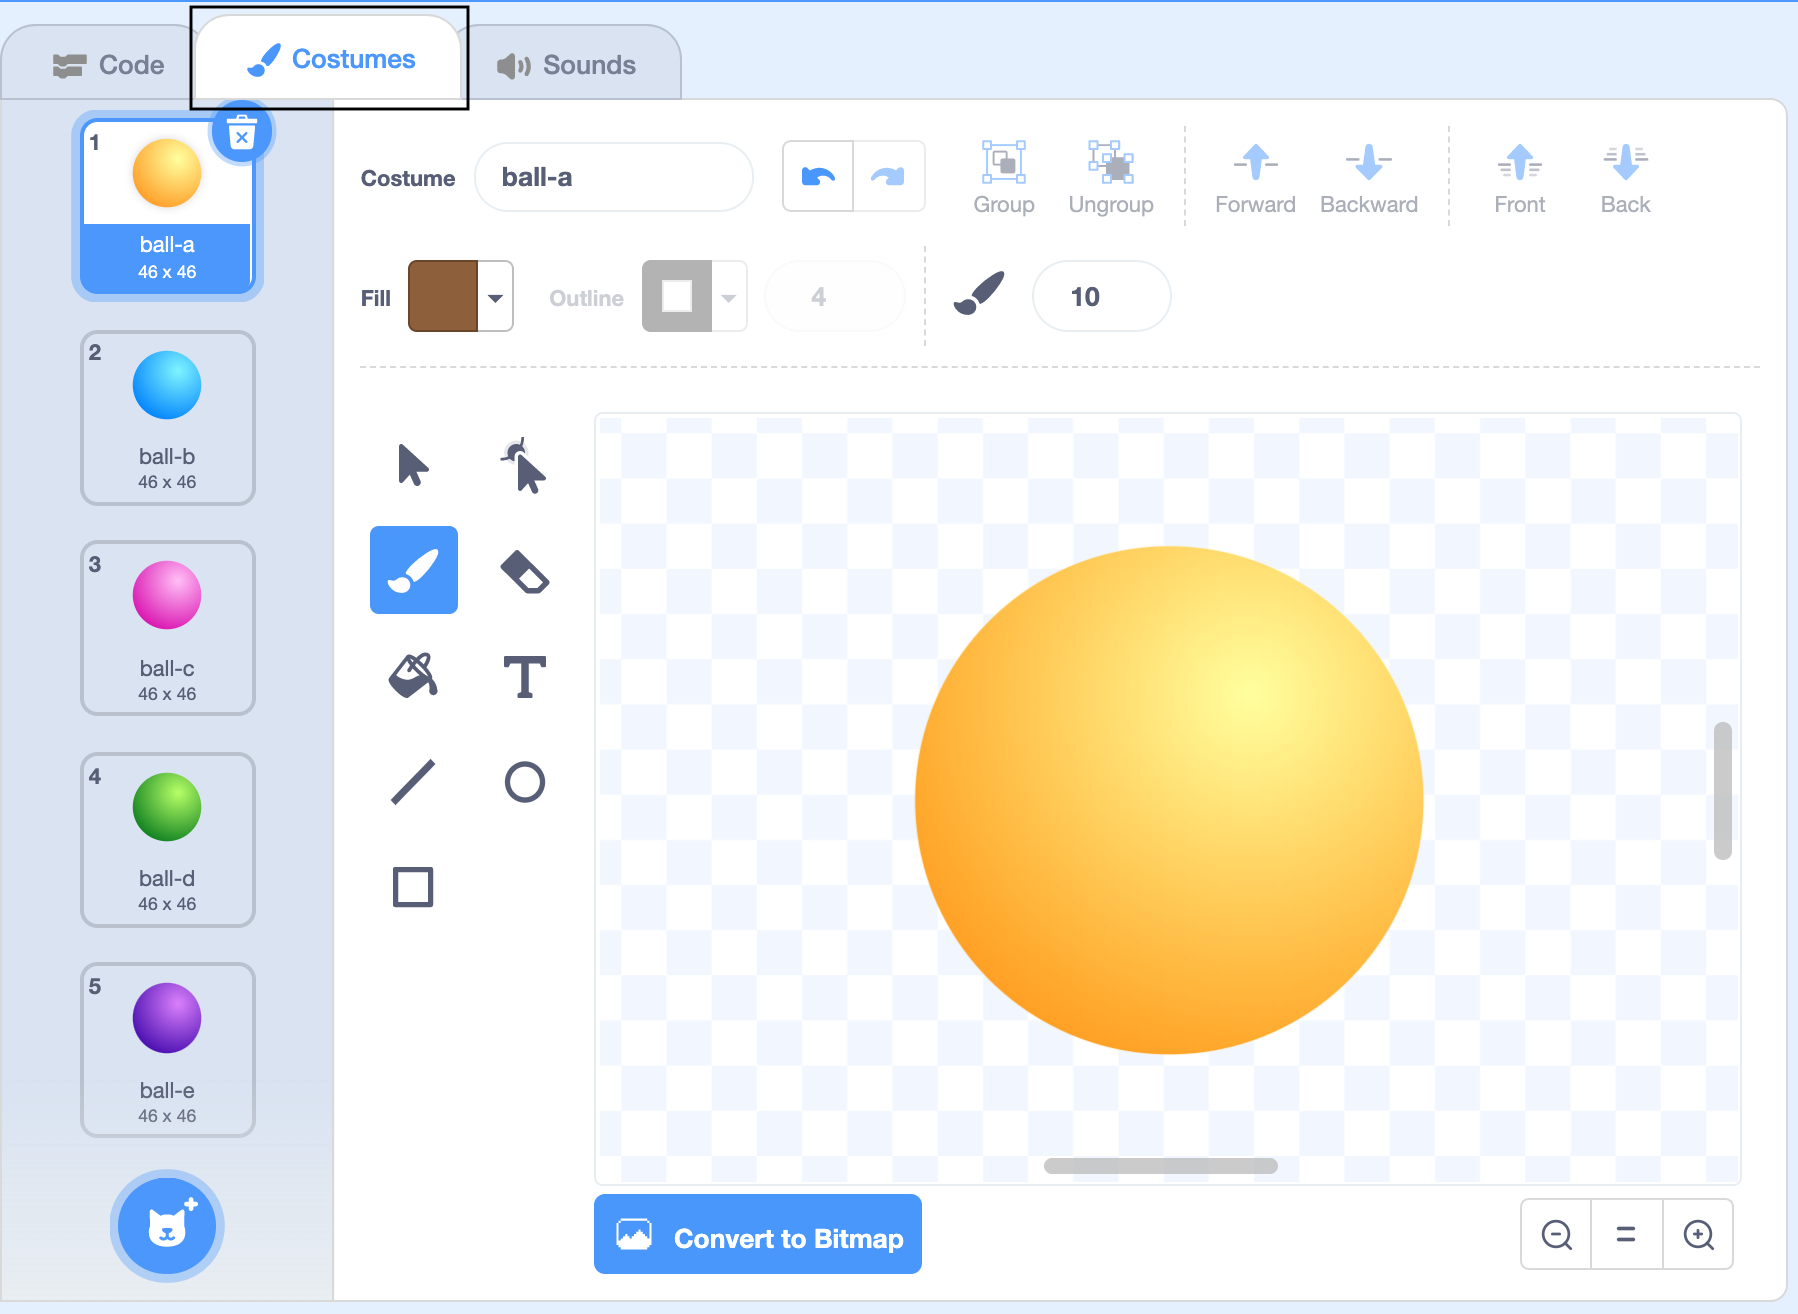 Code
Costumes
Sounds
1
ball-a
46 x 46
2
ball-b
46 x 46
3
ball-c
46 x 46
4
ball-d
46 x 46
5
ball-e
46 x 46
Costume
ball-a
Group
Ungroup
Forward
Backward
Front
Back
Fill
Outline
4
10
T
Convert to Bitmap